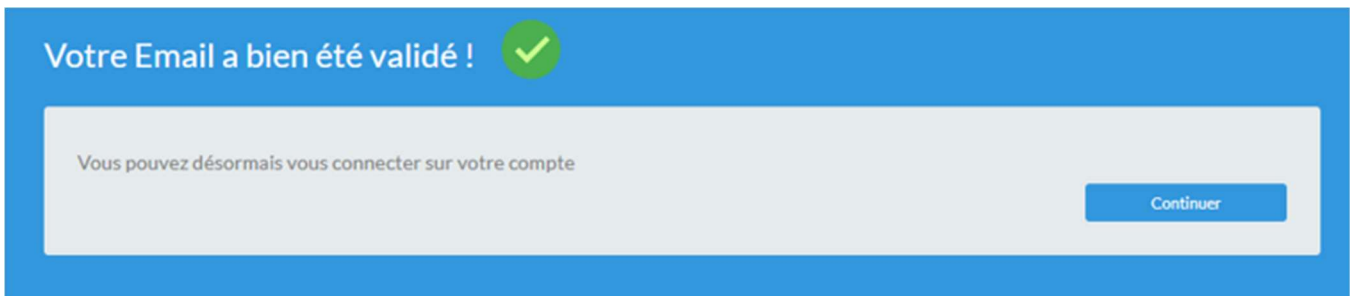 Votre Email a bien été validé !
Vous pouvez désormais vous connecter sur votre compte
Continuer